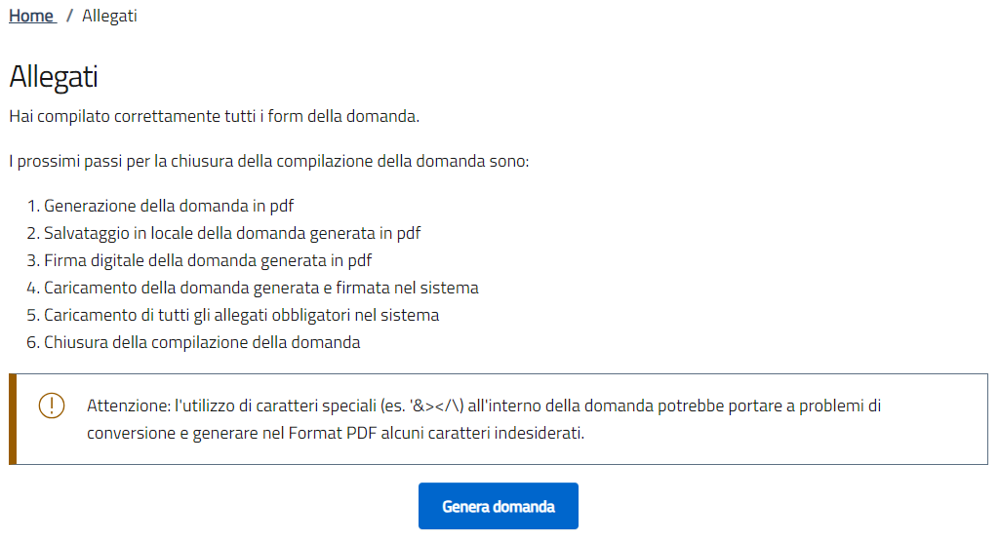 Home / Allegati
Allegati
Hai compilato correttamente tutti i form della domanda.
I prossimi passi per la chiusura della compilazione della domanda sono:
1. Generazione della domanda in pdf
2. Salvataggio in locale della domanda generata in pdf
3. Firma digitale della domanda generata in pdf
4. Caricamento della domanda generata e firmata nel sistema
5. Caricamento di tutti gli allegati obbligatori nel sistema
6. Chiusura della compilazione della domanda
Attenzione: l'utilizzo di caratteri speciali (es. '&></\) all'interno della domanda potrebbe portare a problemi di
conversione e generare nel Format PDF alcuni caratteri indesiderati.
Genera domanda